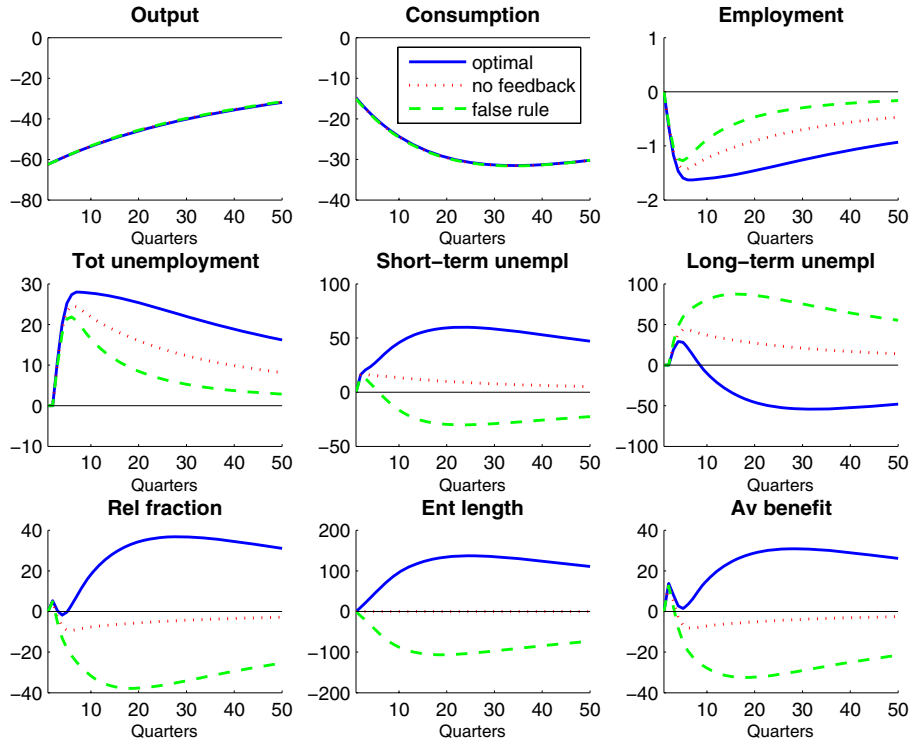 Output
Consumption
Employment
0
−20
−40
−60
−80
10 20 30 40 50
Quarters
0
−10
−20
−30
−40
optimal
no feedback
false rule
10 20 30 40 50
Quarters
1
0
−1
−2
10 20 30 40 50
Quarters
Tot unemployment
Short−term unempl
Long−term unempl
30
20
10
0
−10
10 20 30 40 50
Quarters
100
50
0
−50
10 20 30 40 50
Quarters
100
50
0
−50
−100
10 20 30 40 50
Quarters
Rel fraction
Ent length
Av benefit
40
20
0
−20
−40
10 20 30 40 50
Quarters
200
100
0
−100
−200
10 20 30 40 50
Quarters
40
20
0
−20
−40
10 20 30 40 50
Quarters